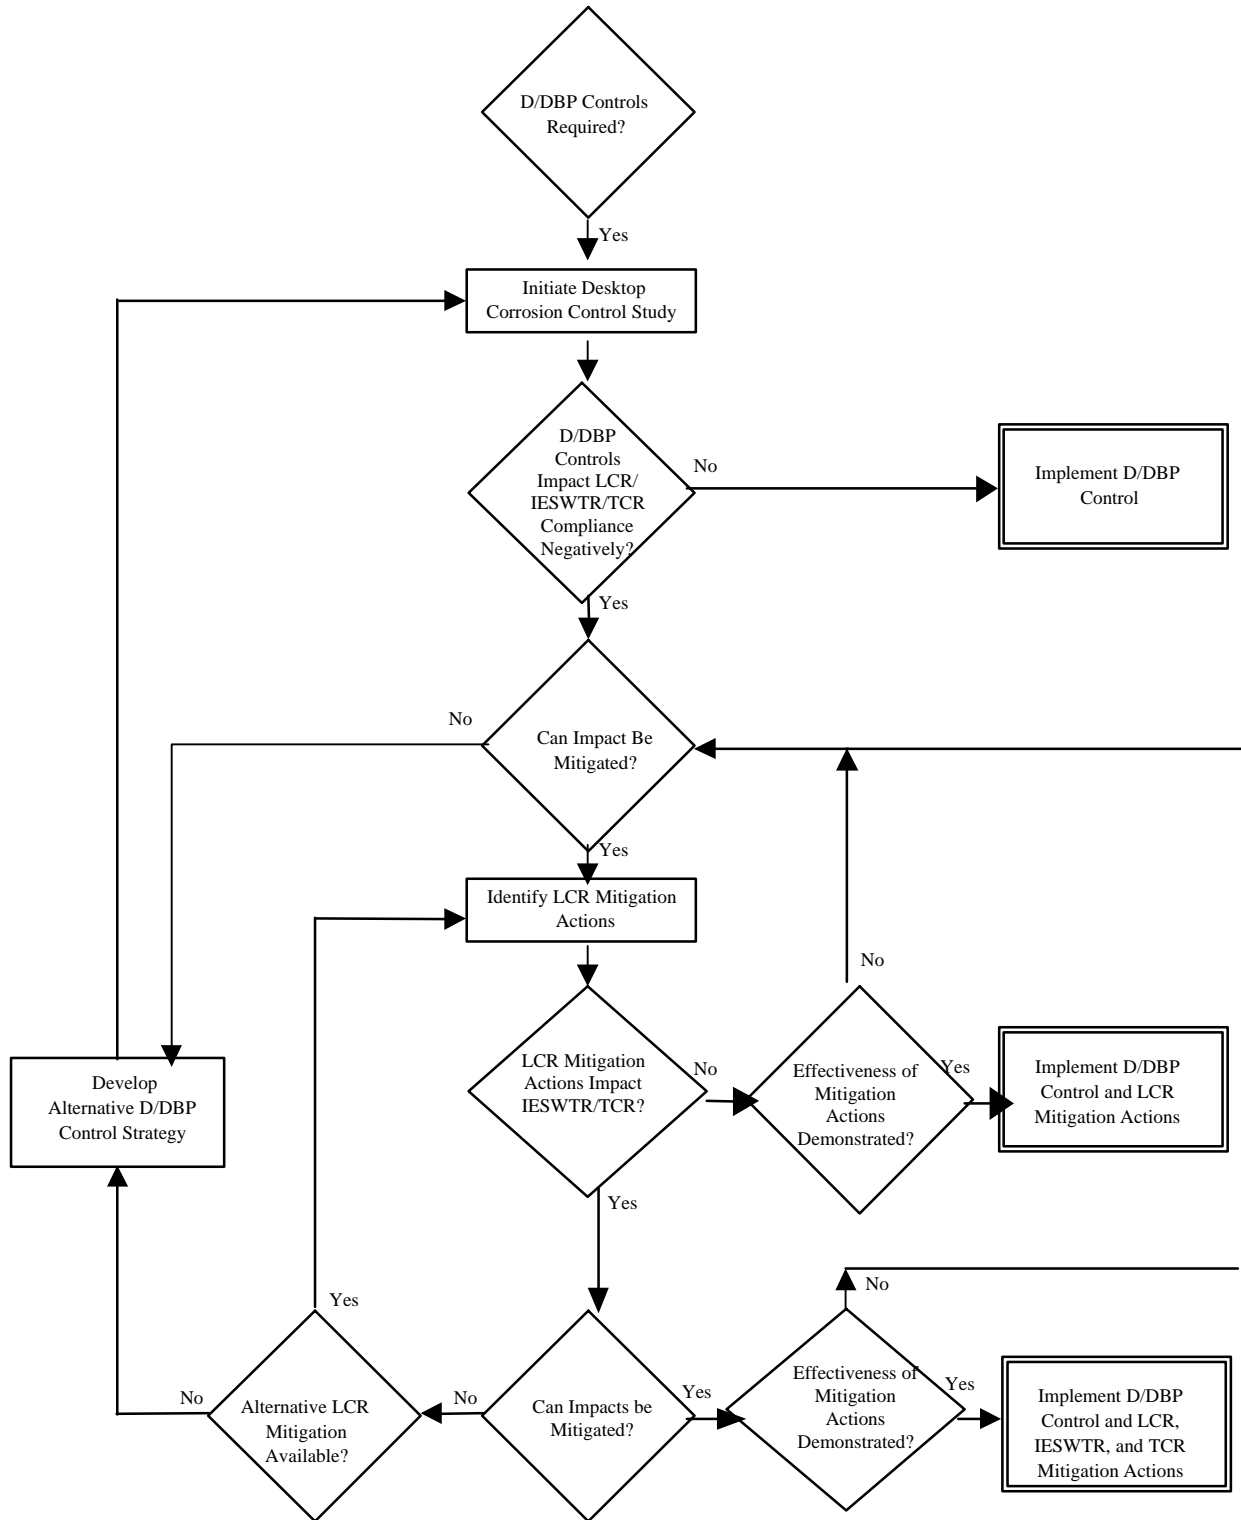 D/DBP Controls
Required?
Yes
Initiate Desktop
Corrosion Control Study
D/DBP
Controls
Impact LCR/
IESWTR/TCR
Compliance
Negatively?
No
Implement D/DBP
Control
Yes
No
Can Impact Be
Mitigated?
Yes
Identify LCR Mitigation
Actions
No
LCR Mitigation
Actions Impact
IESWTR/TCR?
No
Effectiveness of
Mitigation
Actions
Demonstrated?
Yes
Implement D/DBP
Control and LCR
Mitigation Actions
Develop
Alternative D/DBP
Control Strategy
Yes
Yes
No
No
Alternative LCR
Mitigation
Available?
No
Can Impacts be
Mitigated?
Yes
Effectiveness of
Mitigation
Actions
Demonstrated?
Yes
Implement D/DBP
Control and LCR,
IESWTR, and TCR
Mitigation Actions